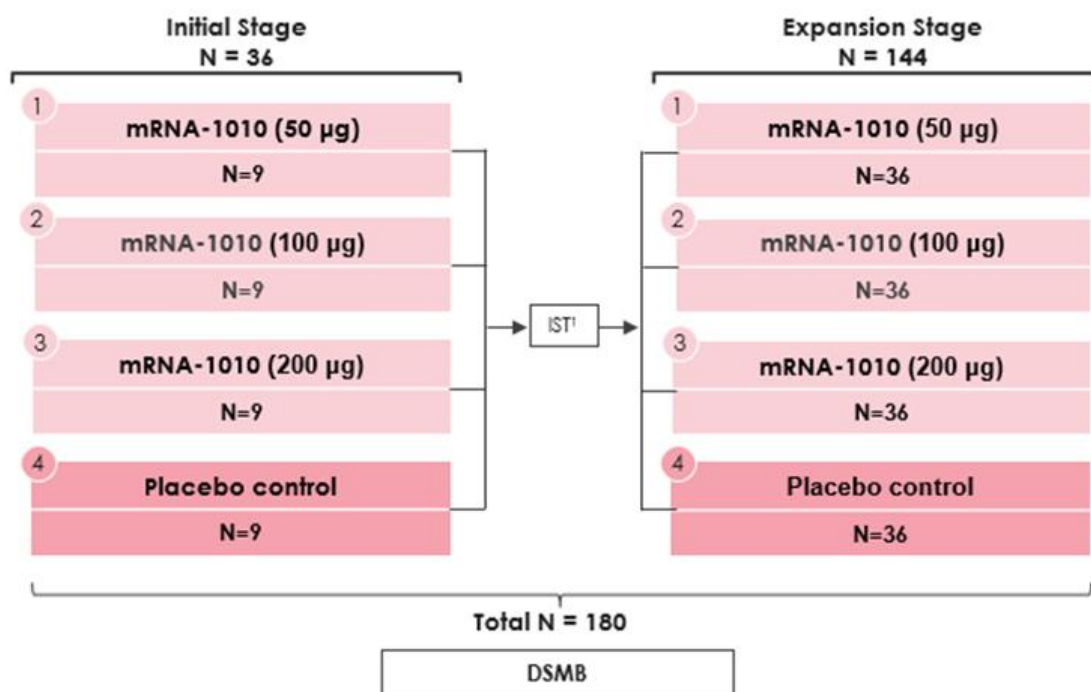 Initial Stage
N = 36
1
mRNA-1010 (50 µg)
N=9
2
mRNA-1010 (100 µg)
N=9
3
mRNA-1010 (200 µg)
N=9
4
Placebo control
N=9
IST¹
Expansion Stage
N = 144
1
mRNA-1010 (50 µg)
N=36
2
mRNA-1010 (100 µg)
N=36
3
mRNA-1010 (200 µg)
N=36
4
Placebo control
N=36
Total N = 180
DSMB